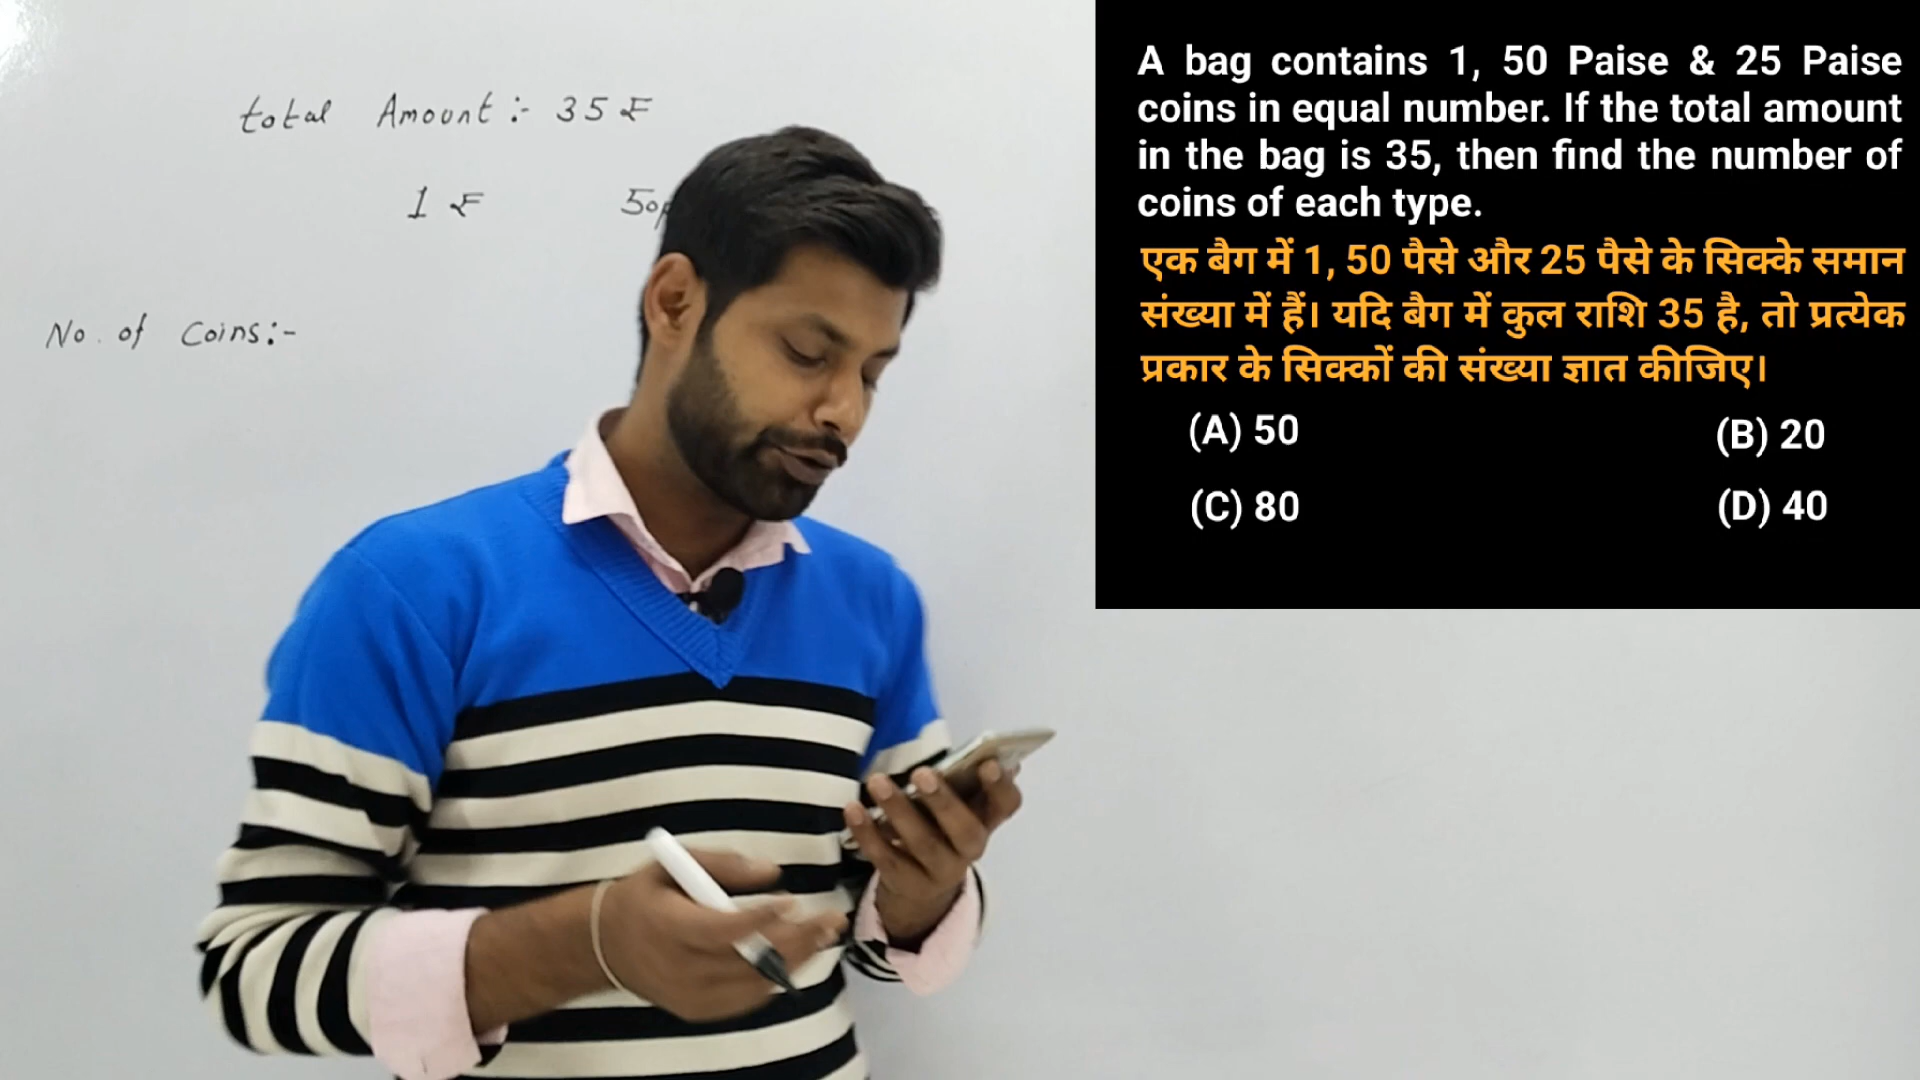 total Amount :- 35 ₹
1 ₹ 50p
No. of Coins:-
A bag contains 1, 50 Paise & 25 Paise
coins in equal number. If the total amount
in the bag is 35, then find the number of
coins of each type.
एक बैग में 1, 50 पैसे और 25 पैसे के सिक्के समान
संख्या में हैं। यदि बैग में कुल राशि 35 है, तो प्रत्येक
प्रकार के सिक्कों की संख्या ज्ञात कीजिए।
(A) 50 (B) 20
(C) 80 (D) 40